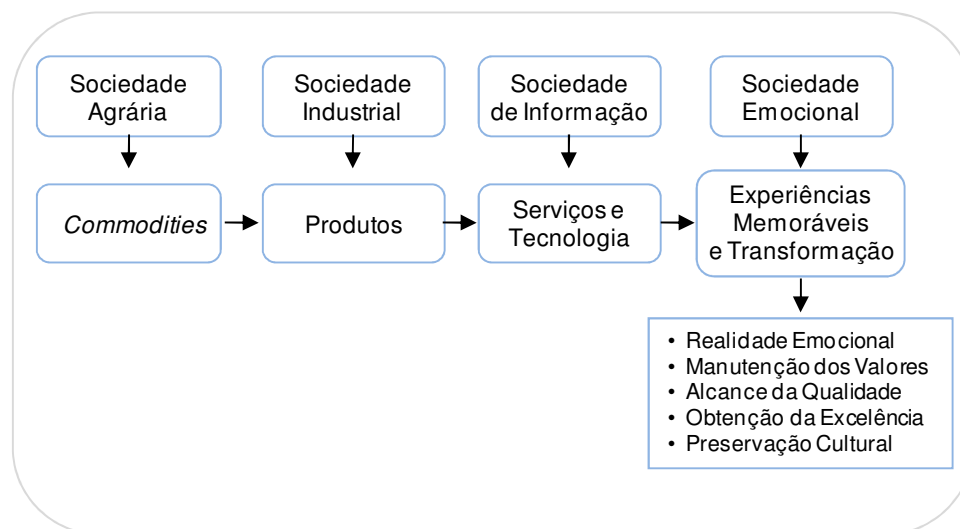 Sociedade
Agrária
Sociedade
Industrial
Sociedade
de Informação
Sociedade
Emocional
Commodities
Produtos
Serviços e
Tecnologia
Experiências
Memoráveis
e Transformação
• Realidade Emocional
• Manutenção dos Valores
• Alcance da Qualidade
• Obtenção da Excelência
• Preservação Cultural